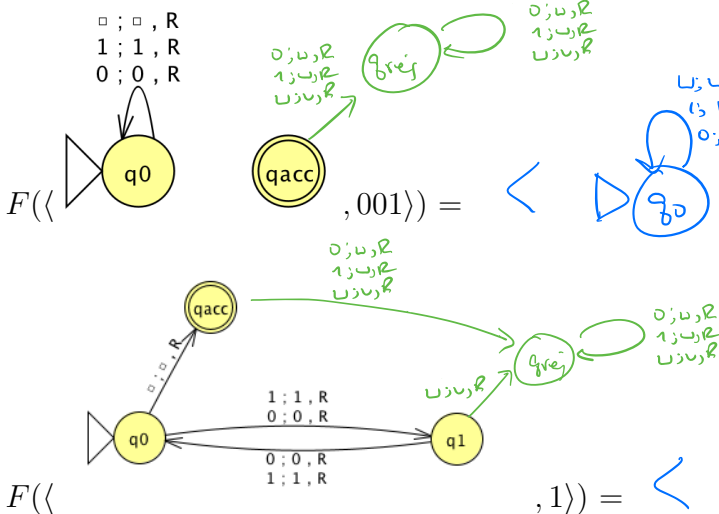 □ ; □ , R
1 ; 1 , R
0 ; 0 , R
0 ; ␣, R
1 ; ␣, R
␣ ; ␣, R
qrej
0 ; ␣, R
1 ; ␣, R
␣ ; ␣, R
q0
qacc
F(⟨ , 001⟩) = <
q0
0 ; ␣, R
1 ; ␣, R
␣ ; ␣, R
qacc
□ ; □ , R
qrej
0 ; ␣, R
1 ; ␣, R
␣ ; ␣, R
␣ ; ␣, R
1 ; 1 , R
0 ; 0 , R
q0
q1
0 ; 0 , R
1 ; 1 , R
F(⟨ , 1⟩) = <